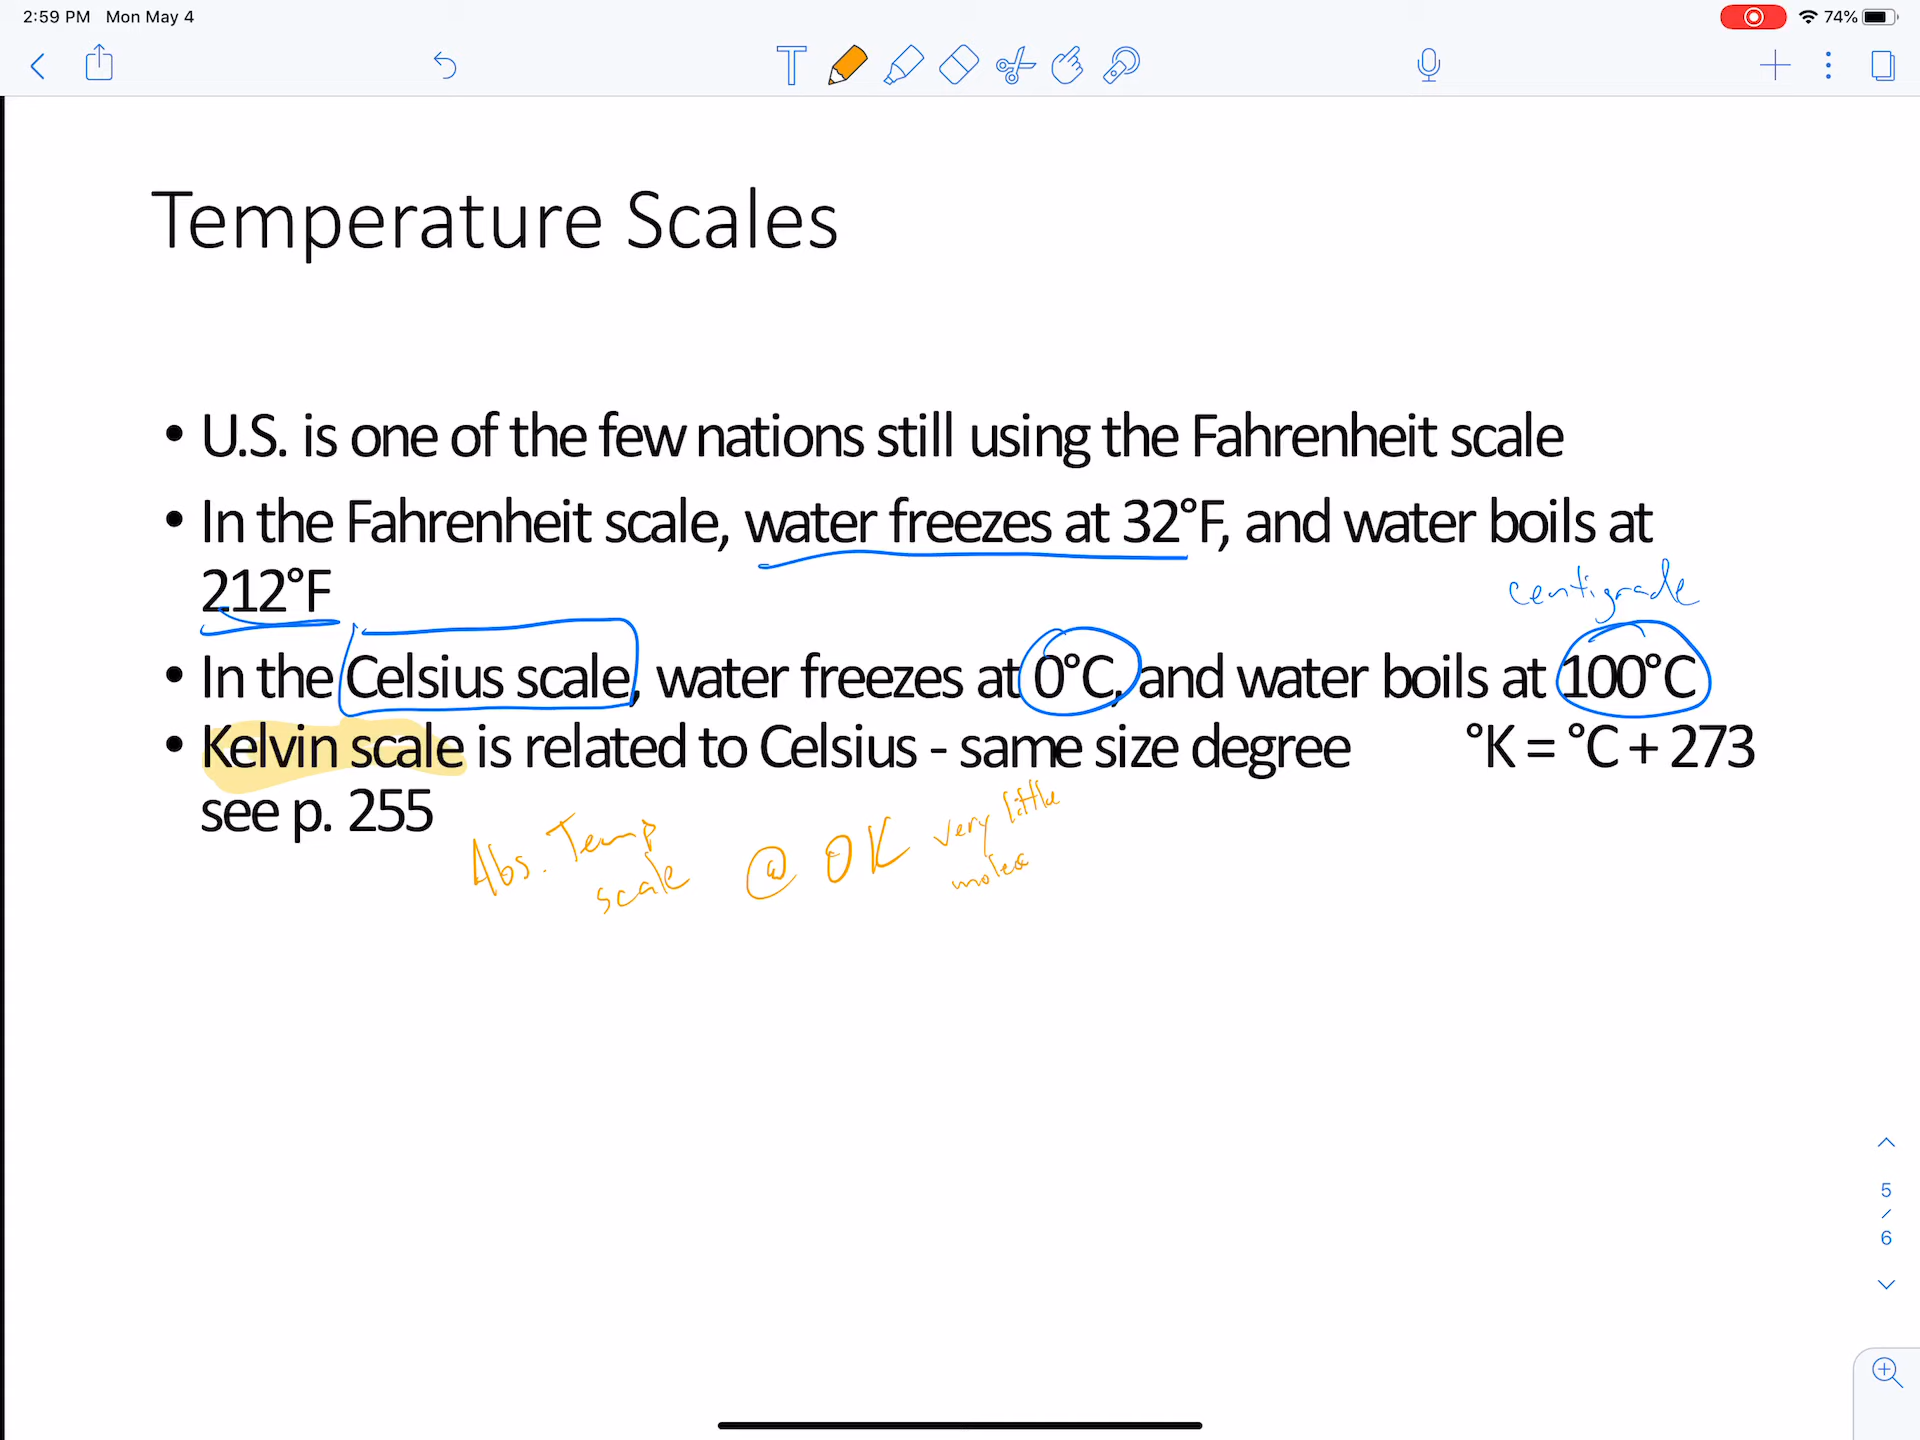 2:59 PM Mon May 4
74%
Temperature Scales
• U.S. is one of the few nations still using the Fahrenheit scale
• In the Fahrenheit scale, water freezes at 32°F, and water boils at
212°F
centigrade
• In the Celsius scale, water freezes at 0°C, and water boils at 100°C
• Kelvin scale is related to Celsius - same size degree °K = °C + 273
see p. 255
Abs. Temp
scale
@ 0K
very little
5
/
6